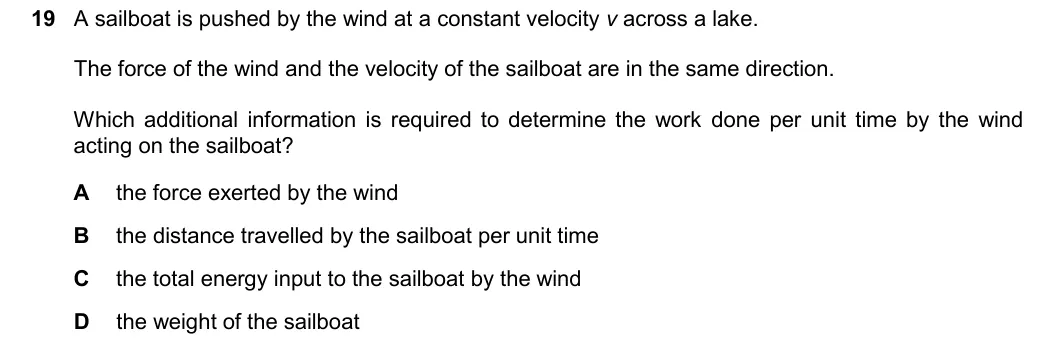 19 A sailboat is pushed by the wind at a constant velocity v across a lake.
The force of the wind and the velocity of the sailboat are in the same direction.
Which additional information is required to determine the work done per unit time by the wind
acting on the sailboat?
A the force exerted by the wind
B the distance travelled by the sailboat per unit time
C the total energy input to the sailboat by the wind
D the weight of the sailboat